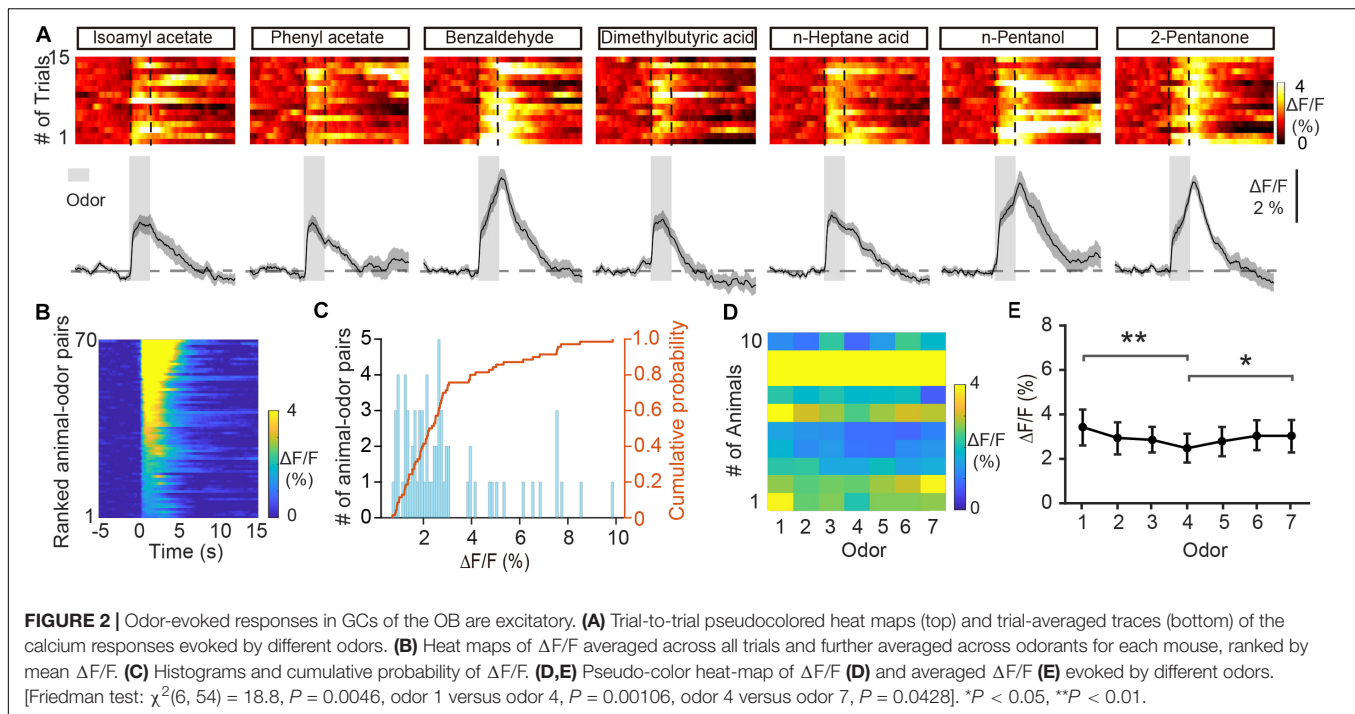 A
Isoamyl acetate
Phenyl acetate
Benzaldehyde
Dimethylbutyric acid
n-Heptane acid
n-Pentanol
2-Pentanone
# of Trials
15
1
4
ΔF/F
(%)
0
Odor
ΔF/F
2 %
B
Ranked animal-odor pairs
70
1
-5 0 5 10 15
Time (s)
4
ΔF/F
(%)
0
C
# of animal-odor pairs
5
4
3
2
1
0
2 4 6 8 10
ΔF/F (%)
1.0
0.8
0.6
0.4
0.2
0
Cumulative probability
D
# of Animals
10
1
1 2 3 4 5 6 7
Odor
4
ΔF/F
(%)
0
E
ΔF/F (%)
8
6
4
2
0
**
*
1 2 3 4 5 6 7
Odor
FIGURE 2 | Odor-evoked responses in GCs of the OB are excitatory. (A) Trial-to-trial pseudocolored heat maps (top) and trial-averaged traces (bottom) of the
calcium responses evoked by different odors. (B) Heat maps of ΔF/F averaged across all trials and further averaged across odorants for each mouse, ranked by
mean ΔF/F. (C) Histograms and cumulative probability of ΔF/F. (D,E) Pseudo-color heat-map of ΔF/F (D) and averaged ΔF/F (E) evoked by different odors.
[Friedman test: χ²(6, 54) = 18.8, P = 0.0046, odor 1 versus odor 4, P = 0.00106, odor 4 versus odor 7, P = 0.0428]. *P < 0.05, **P < 0.01.